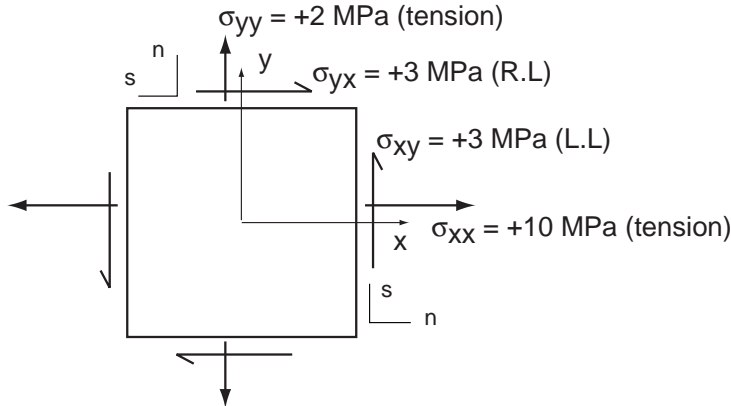 σyy = +2 MPa (tension)
n
s
y
σyx = +3 MPa (R.L)
σxy = +3 MPa (L.L)
x
σxx = +10 MPa (tension)
s
n